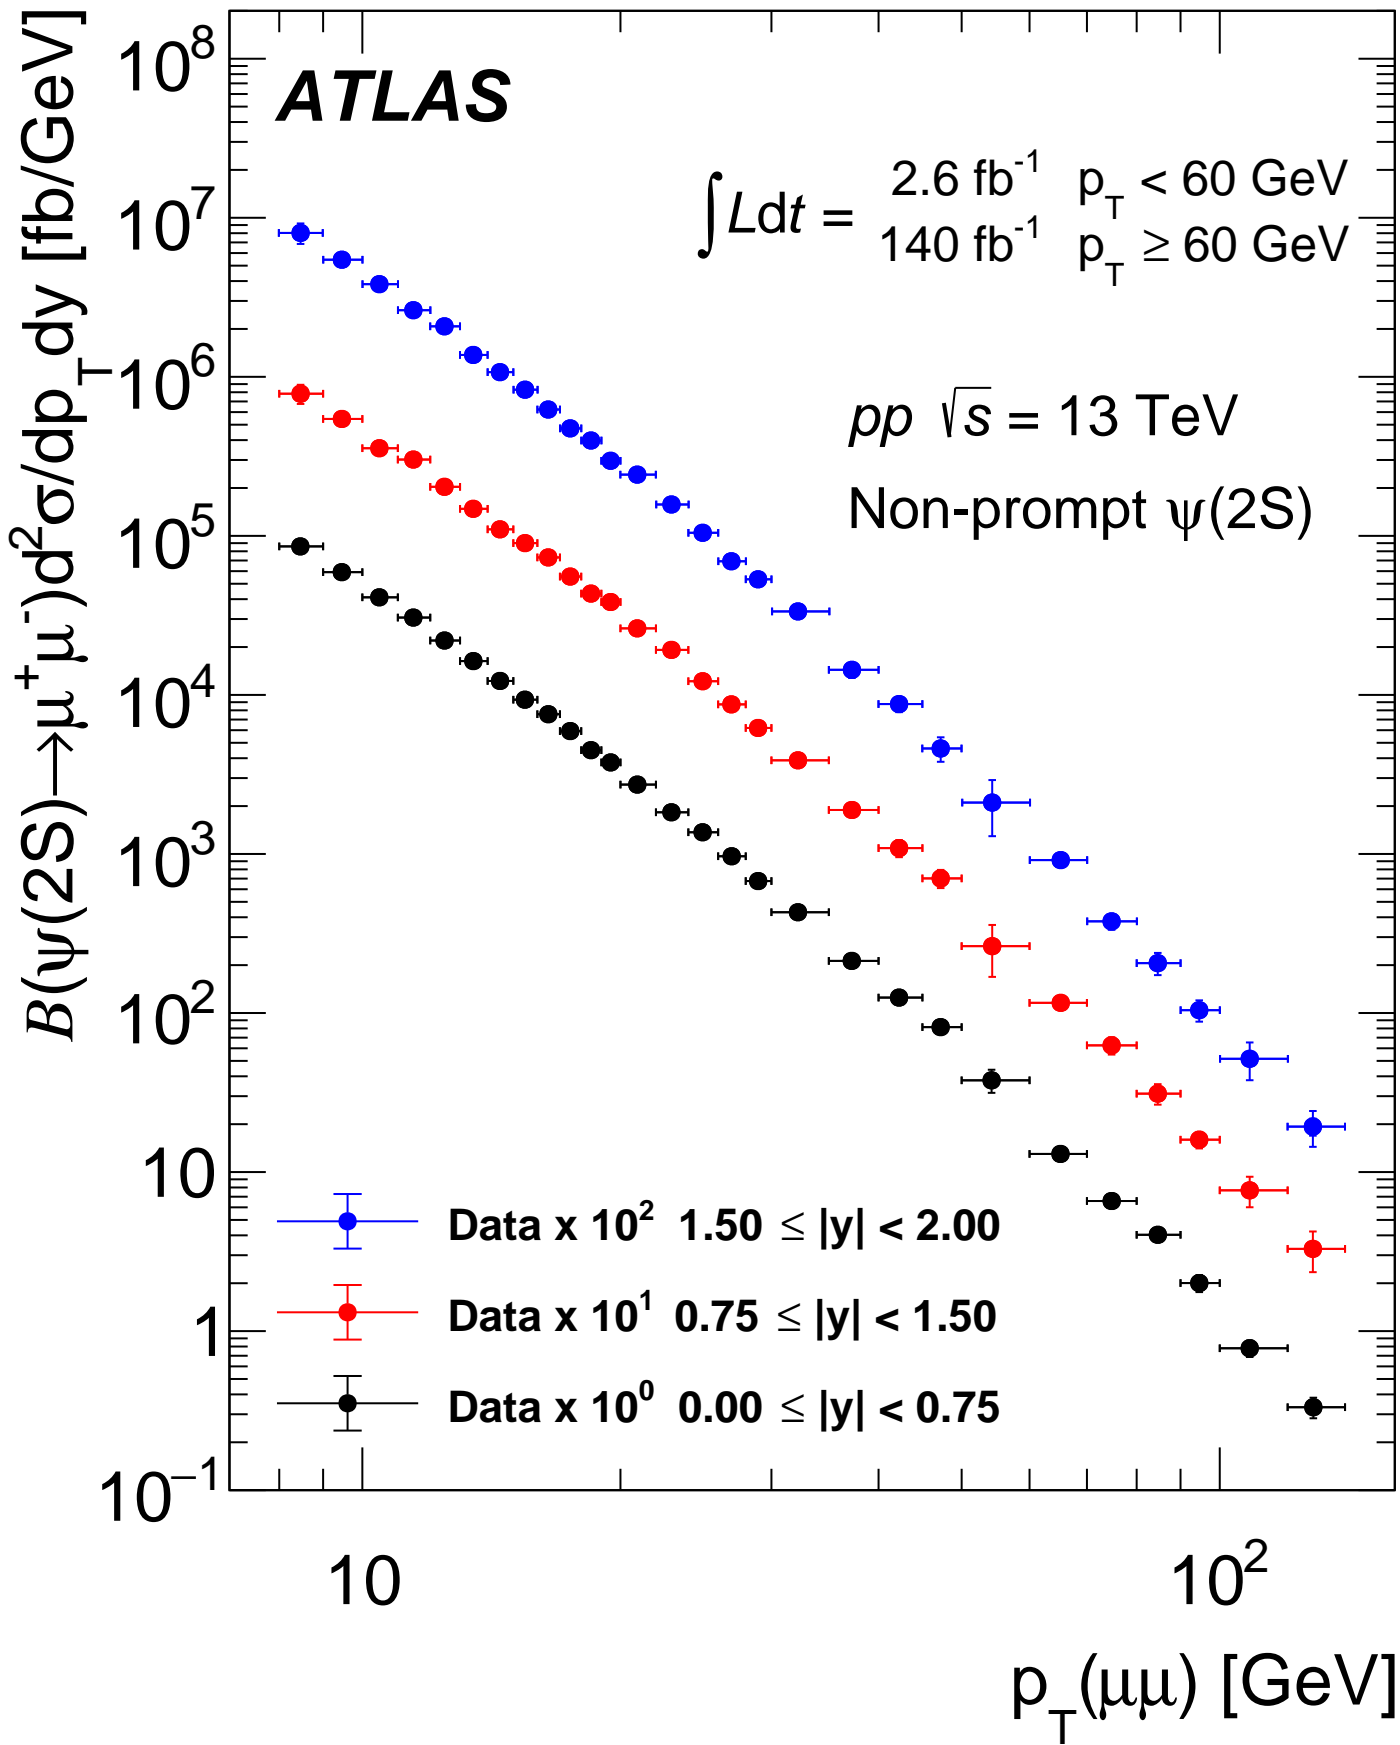 B(ψ(2S)→μ⁺μ⁻)d²σ/dp_T dy [fb/GeV]
10⁸
10⁷
10⁶
10⁵
10⁴
10³
10²
10
1
10⁻¹
ATLAS
∫Ldt = 2.6 fb⁻¹ p_T < 60 GeV
140 fb⁻¹ p_T ≥ 60 GeV
pp √s = 13 TeV
Non-prompt ψ(2S)
Data x 10² 1.50 ≤ |y| < 2.00
Data x 10¹ 0.75 ≤ |y| < 1.50
Data x 10⁰ 0.00 ≤ |y| < 0.75
10 10²
p_T(μμ) [GeV]